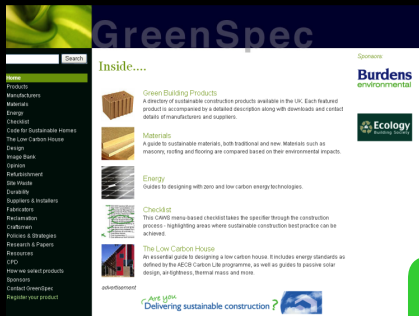 GreenSpec
Search
Home
Products
Manufacturers
Materials
Energy
Checklist
Code for Sustainable Homes
The Low Carbon House
Design
Image Bank
Opinion
Refurbishment
Site Waste
Durability
Suppliers & Installers
Fabricators
Reclamation
Craftsmen
Policies & Strategies
Research & Papers
Resources
CPD
How we select products
Sponsors
Contact GreenSpec
Register your product
Inside....
Green Building Products
A directory of sustainable construction products available in the UK. Each featured
product is accompanied by a detailed description along with downloads and contact
details of manufacturers and suppliers.
Materials
A guide to sustainable materials, both traditional and new. Materials such as
masonry, roofing and flooring are compared based on their environmental impacts.
Energy
Guides to designing with zero and low carbon energy technologies.
Checklist
This CAWS menu-based checklist takes the specifier through the construction
process - highlighting areas where sustainable construction best practice can be
achieved.
The Low Carbon House
An essential guide to designing a low carbon house. It includes energy standards as
defined by the AECB Carbon Lite programme, as well as guides to passive solar
design, air-tightness, thermal mass and more.
advertisement
Are you
Delivering sustainable construction ?
Sponsors
Burdens
environmental
Ecology
Building Society